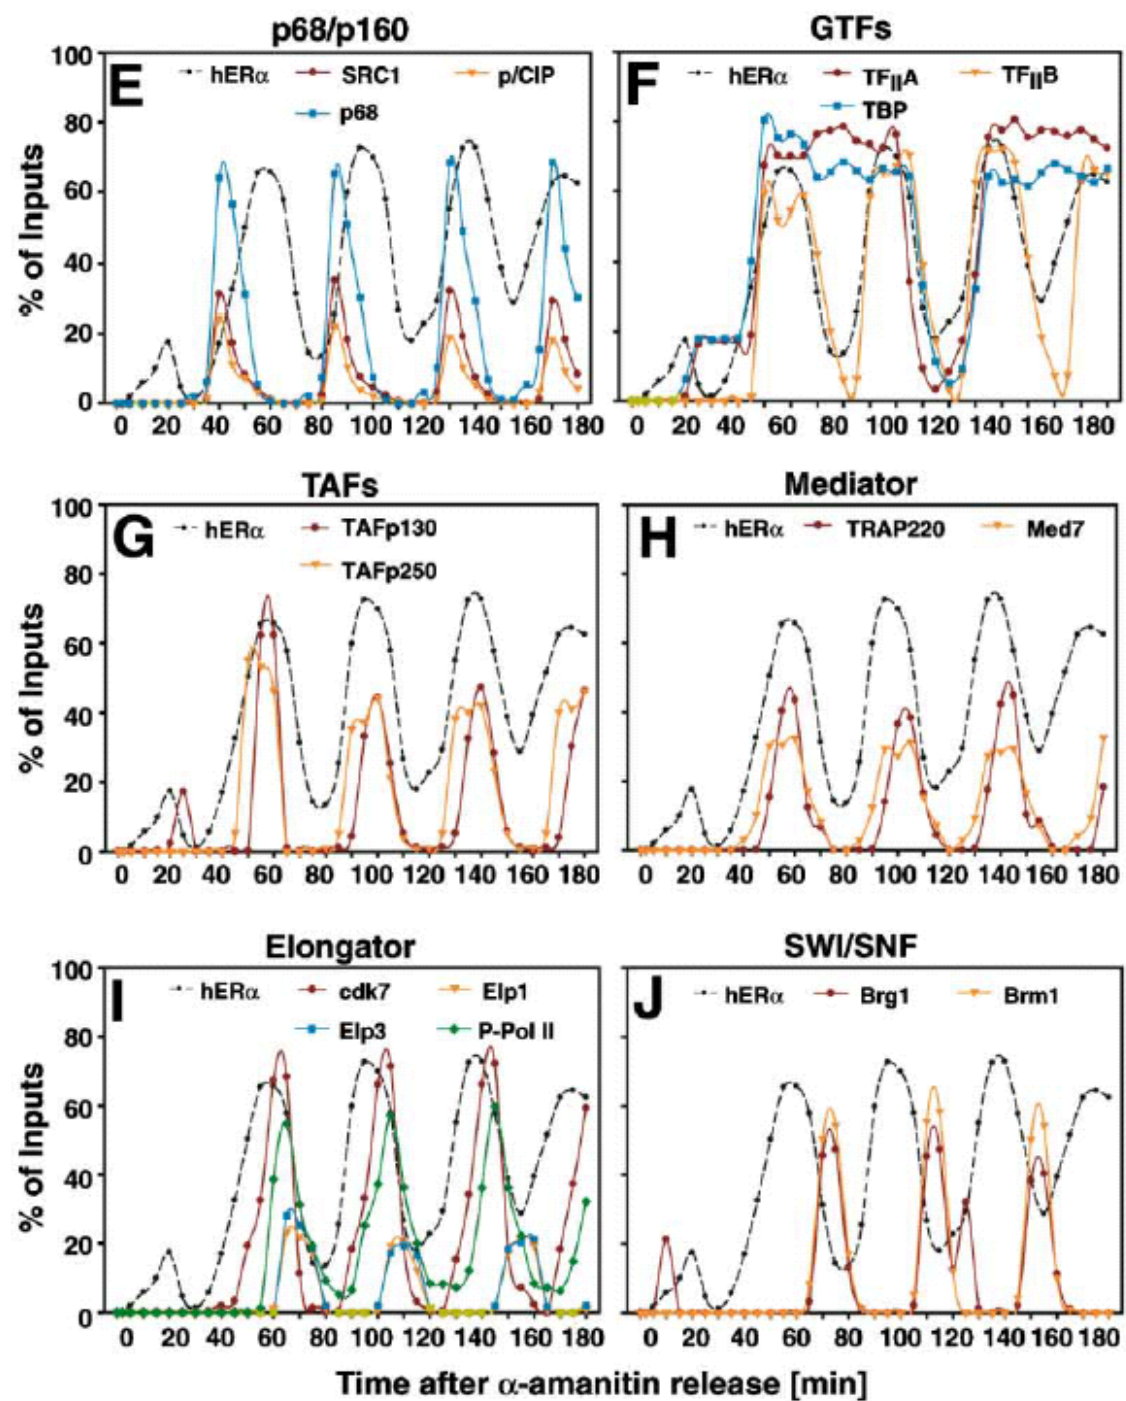 p68/p160
GTFs
E
hERα
SRC1
p/CIP
p68
100
80
60
40
20
0
% of Inputs
0 20 40 60 80 100 120 140 160 180
F
hERα
TFIIA
TFIIB
TBP
0 20 40 60 80 100 120 140 160 180
TAFs
Mediator
G
hERα
TAFp130
TAFp250
100
80
60
40
20
0
% of Inputs
0 20 40 60 80 100 120 140 160 180
H
hERα
TRAP220
Med7
0 20 40 60 80 100 120 140 160 180
Elongator
SWI/SNF
I
hERα
cdk7
Elp1
Elp3
P-Pol II
100
80
60
40
20
0
% of Inputs
0 20 40 60 80 100 120 140 160 180
J
hERα
Brg1
Brm1
0 20 40 60 80 100 120 140 160 180
Time after α-amanitin release [min]